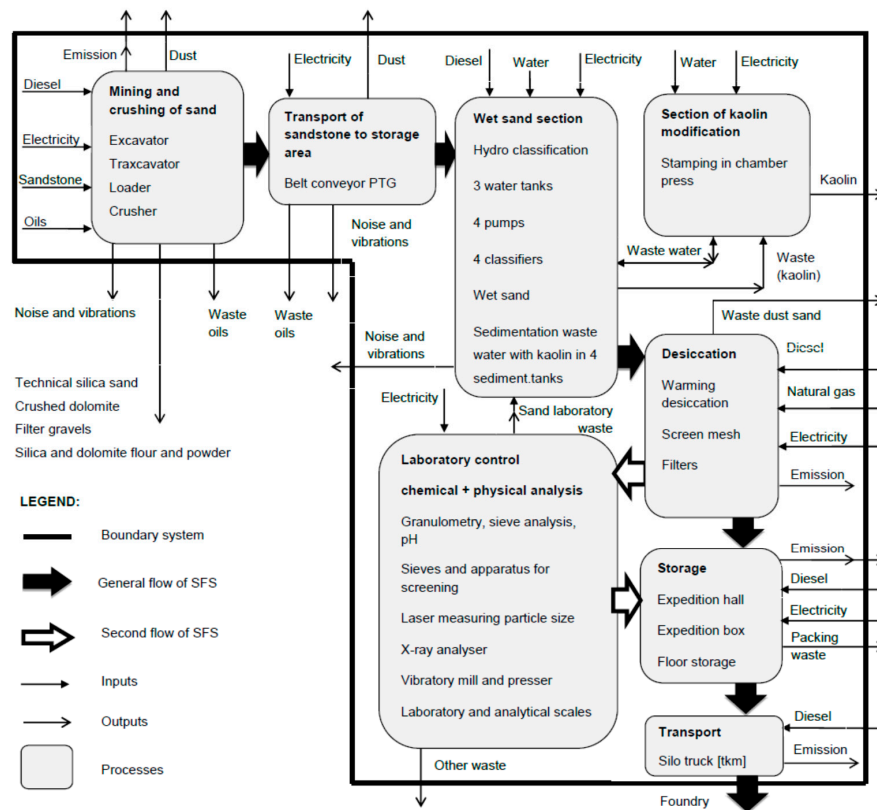 Emission
Dust
Diesel
Electricity
Sandstone
Oils
Mining and
crushing of sand
Excavator
Traxcavator
Loader
Crusher
Noise and vibrations
Waste
oils
Technical silica sand
Crushed dolomite
Filter gravels
Silica and dolomite flour and powder
Electricity
Dust
Transport of
sandstone to storage
area
Belt conveyor PTG
Waste
oils
Noise and
vibrations
Diesel
Water
Electricity
Wet sand section
Hydro classification
3 water tanks
4 pumps
4 classifiers
Wet sand
Sedimentation waste
water with kaolin in 4
sediment.tanks
Noise and
vibrations
Water
Electricity
Section of kaolin
modification
Stamping in chamber
press
Kaolin
Waste water
Waste
(kaolin)
Waste dust sand
Desiccation
Warming
desiccation
Screen mesh
Filters
Diesel
Natural gas
Electricity
Emission
Electricity
Sand laboratory
waste
Laboratory control
chemical + physical analysis
Granulometry, sieve analysis,
pH
Sieves and apparatus for
screening
Laser measuring particle size
X-ray analyser
Vibratory mill and presser
Laboratory and analytical scales
Other waste
Storage
Expedition hall
Expedition box
Floor storage
Emission
Diesel
Electricity
Packing
waste
Transport
Silo truck [tkm]
Diesel
Emission
Foundry
LEGEND:
Boundary system
General flow of SFS
Second flow of SFS
Inputs
Outputs
Processes